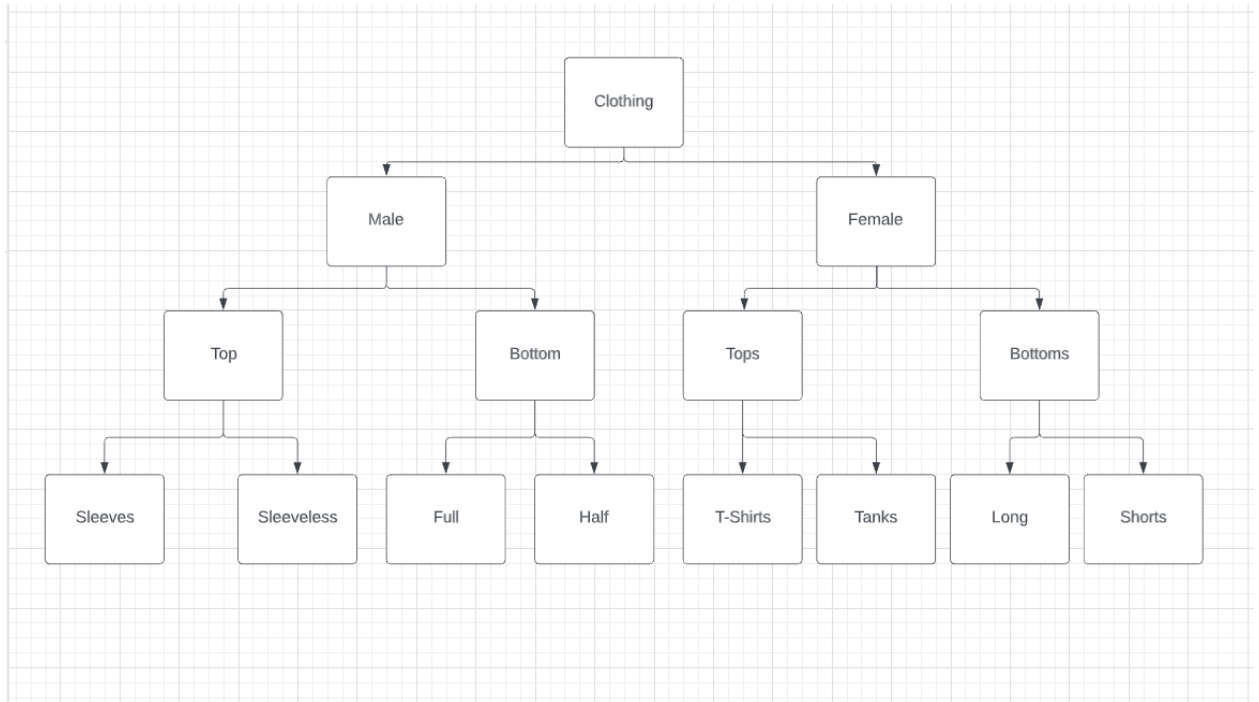 Clothing
Male
Female
Top
Bottom
Tops
Bottoms
Sleeves
Sleeveless
Full
Half
T-Shirts
Tanks
Long
Shorts